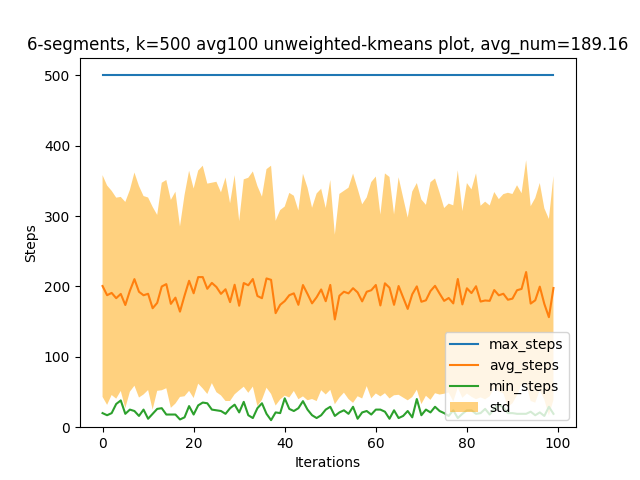 6-segments, k=500 avg100 unweighted-kmeans plot, avg_num=189.16
500
400
300
200
100
0
Steps
max_steps
avg_steps
min_steps
std
0
20
40
60
80
100
Iterations